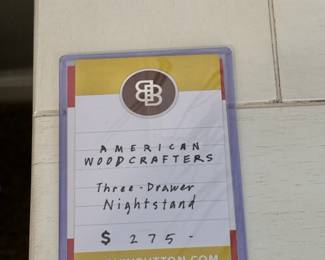 AMERICAN
WOODCRAFTERS
Three-Drawer
Nightstand
$ 275-